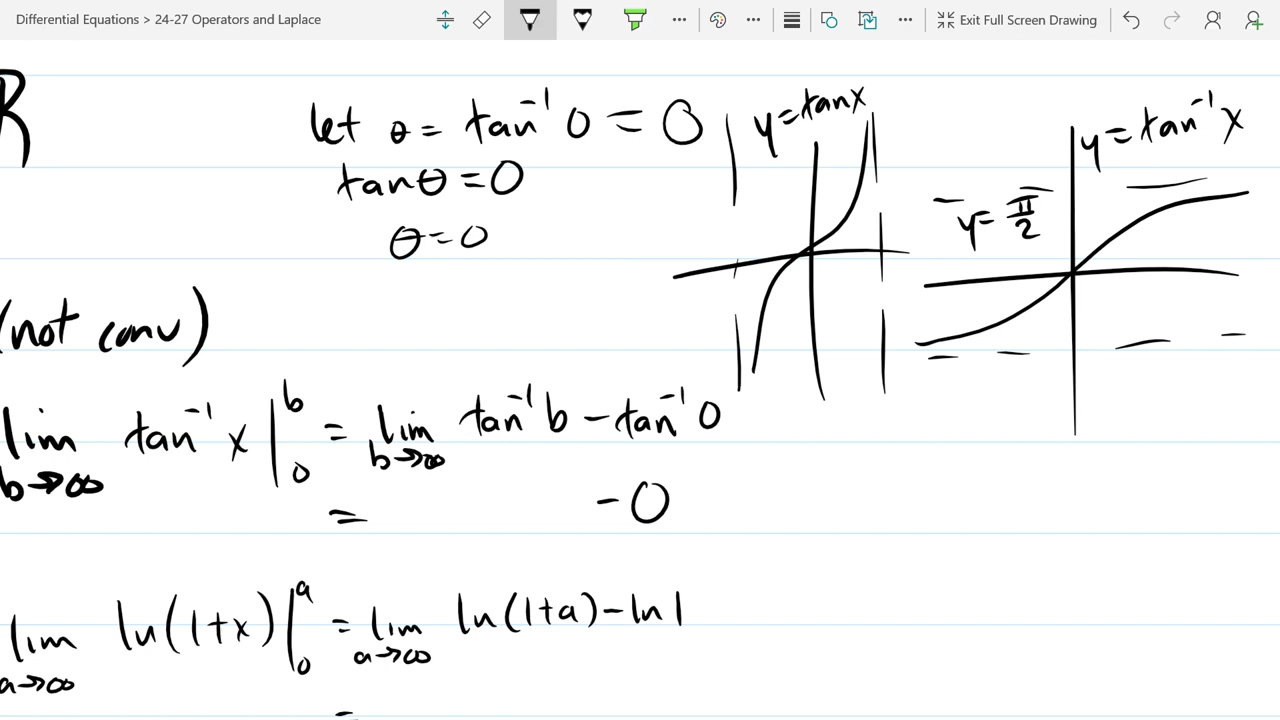 Differential Equations > 24-27 Operators and Laplace
Exit Full Screen Drawing
R
let θ = tan⁻¹ 0 = 0
tanθ = 0
θ = 0
y = tan x
y = tan⁻¹ x
y = π/2
(not conv)
lim b→∞ tan⁻¹ x |₀ᵇ = lim b→∞ tan⁻¹ b − tan⁻¹ 0
= − 0
lim a→∞ ln(1+x) |₀ᵃ = lim a→∞ ln(1+a) − ln 1
=